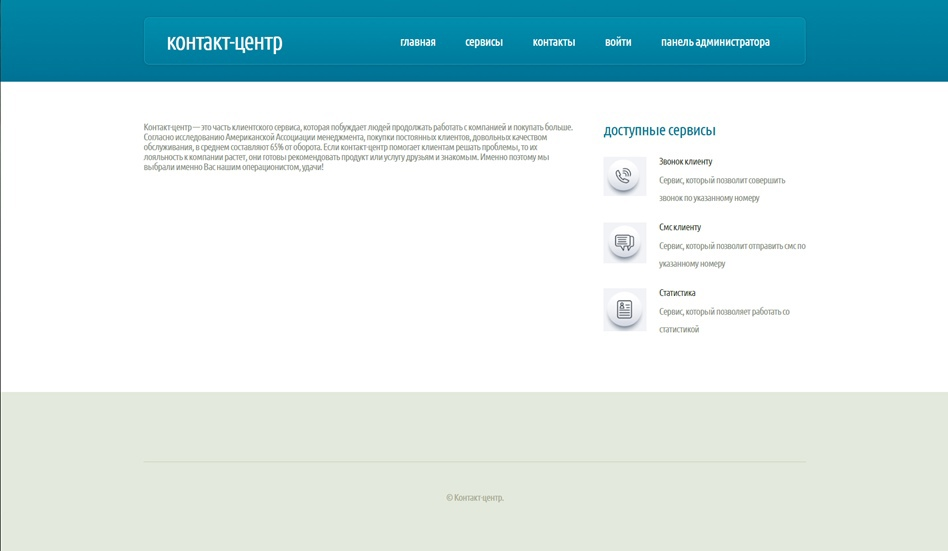 контакт-центр
главная сервисы контакты войти панель администратора
Контакт-центр — это часть клиентского сервиса, которая побуждает людей продолжать работать с компанией и покупать больше.
Согласно исследованию Американской Ассоциации менеджмента, покупки постоянных клиентов, довольных качеством
обслуживания, в среднем составляют 65% от оборота. Если контакт-центр помогает клиентам решать проблемы, то их
лояльность к компании растет, они готовы рекомендовать продукт или услугу друзьям и знакомым. Именно поэтому мы
выбрали именно Вас нашим операционистом, удачи!
доступные сервисы
Звонок клиенту
Сервис, который позволит совершить
звонок по указанному номеру
Смс клиенту
Сервис, который позволит отправить смс по
указанному номеру
Статистика
Сервис, который позволяет работать со
статистикой
© Контакт-центр.